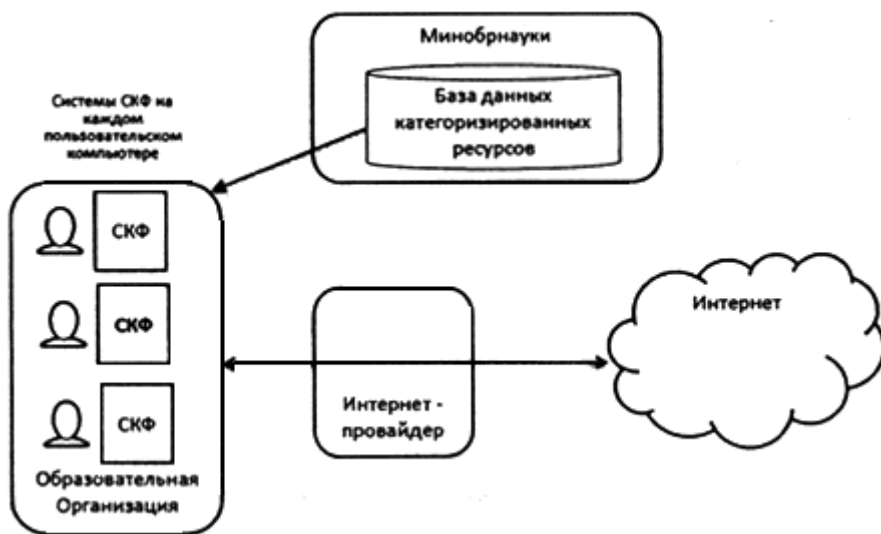 Минобрнауки
База данных
категоризированных
ресурсов
Системы СКФ на
каждом
пользовательском
компьютере
СКФ
СКФ
СКФ
Образовательная
Организация
Интернет -
провайдер
Интернет